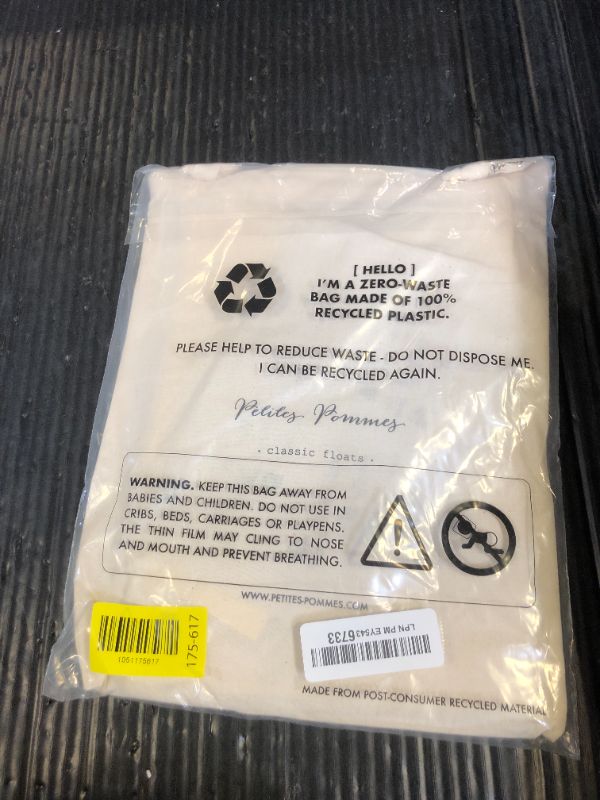 [ HELLO ]
I'M A ZERO-WASTE
BAG MADE OF 100%
RECYCLED PLASTIC.
PLEASE HELP TO REDUCE WASTE - DO NOT DISPOSE ME.
I CAN BE RECYCLED AGAIN.
Petites Pommes
. classic floats .
WARNING. KEEP THIS BAG AWAY FROM
BABIES AND CHILDREN. DO NOT USE IN
CRIBS, BEDS, CARRIAGES OR PLAYPENS.
THE THIN FILM MAY CLING TO NOSE
AND MOUTH AND PREVENT BREATHING.
WWW.PETITES-POMMES.COM
1061175617
175-617
LPN PM EY5436733
MADE FROM POST-CONSUMER RECYCLED MATERIAL